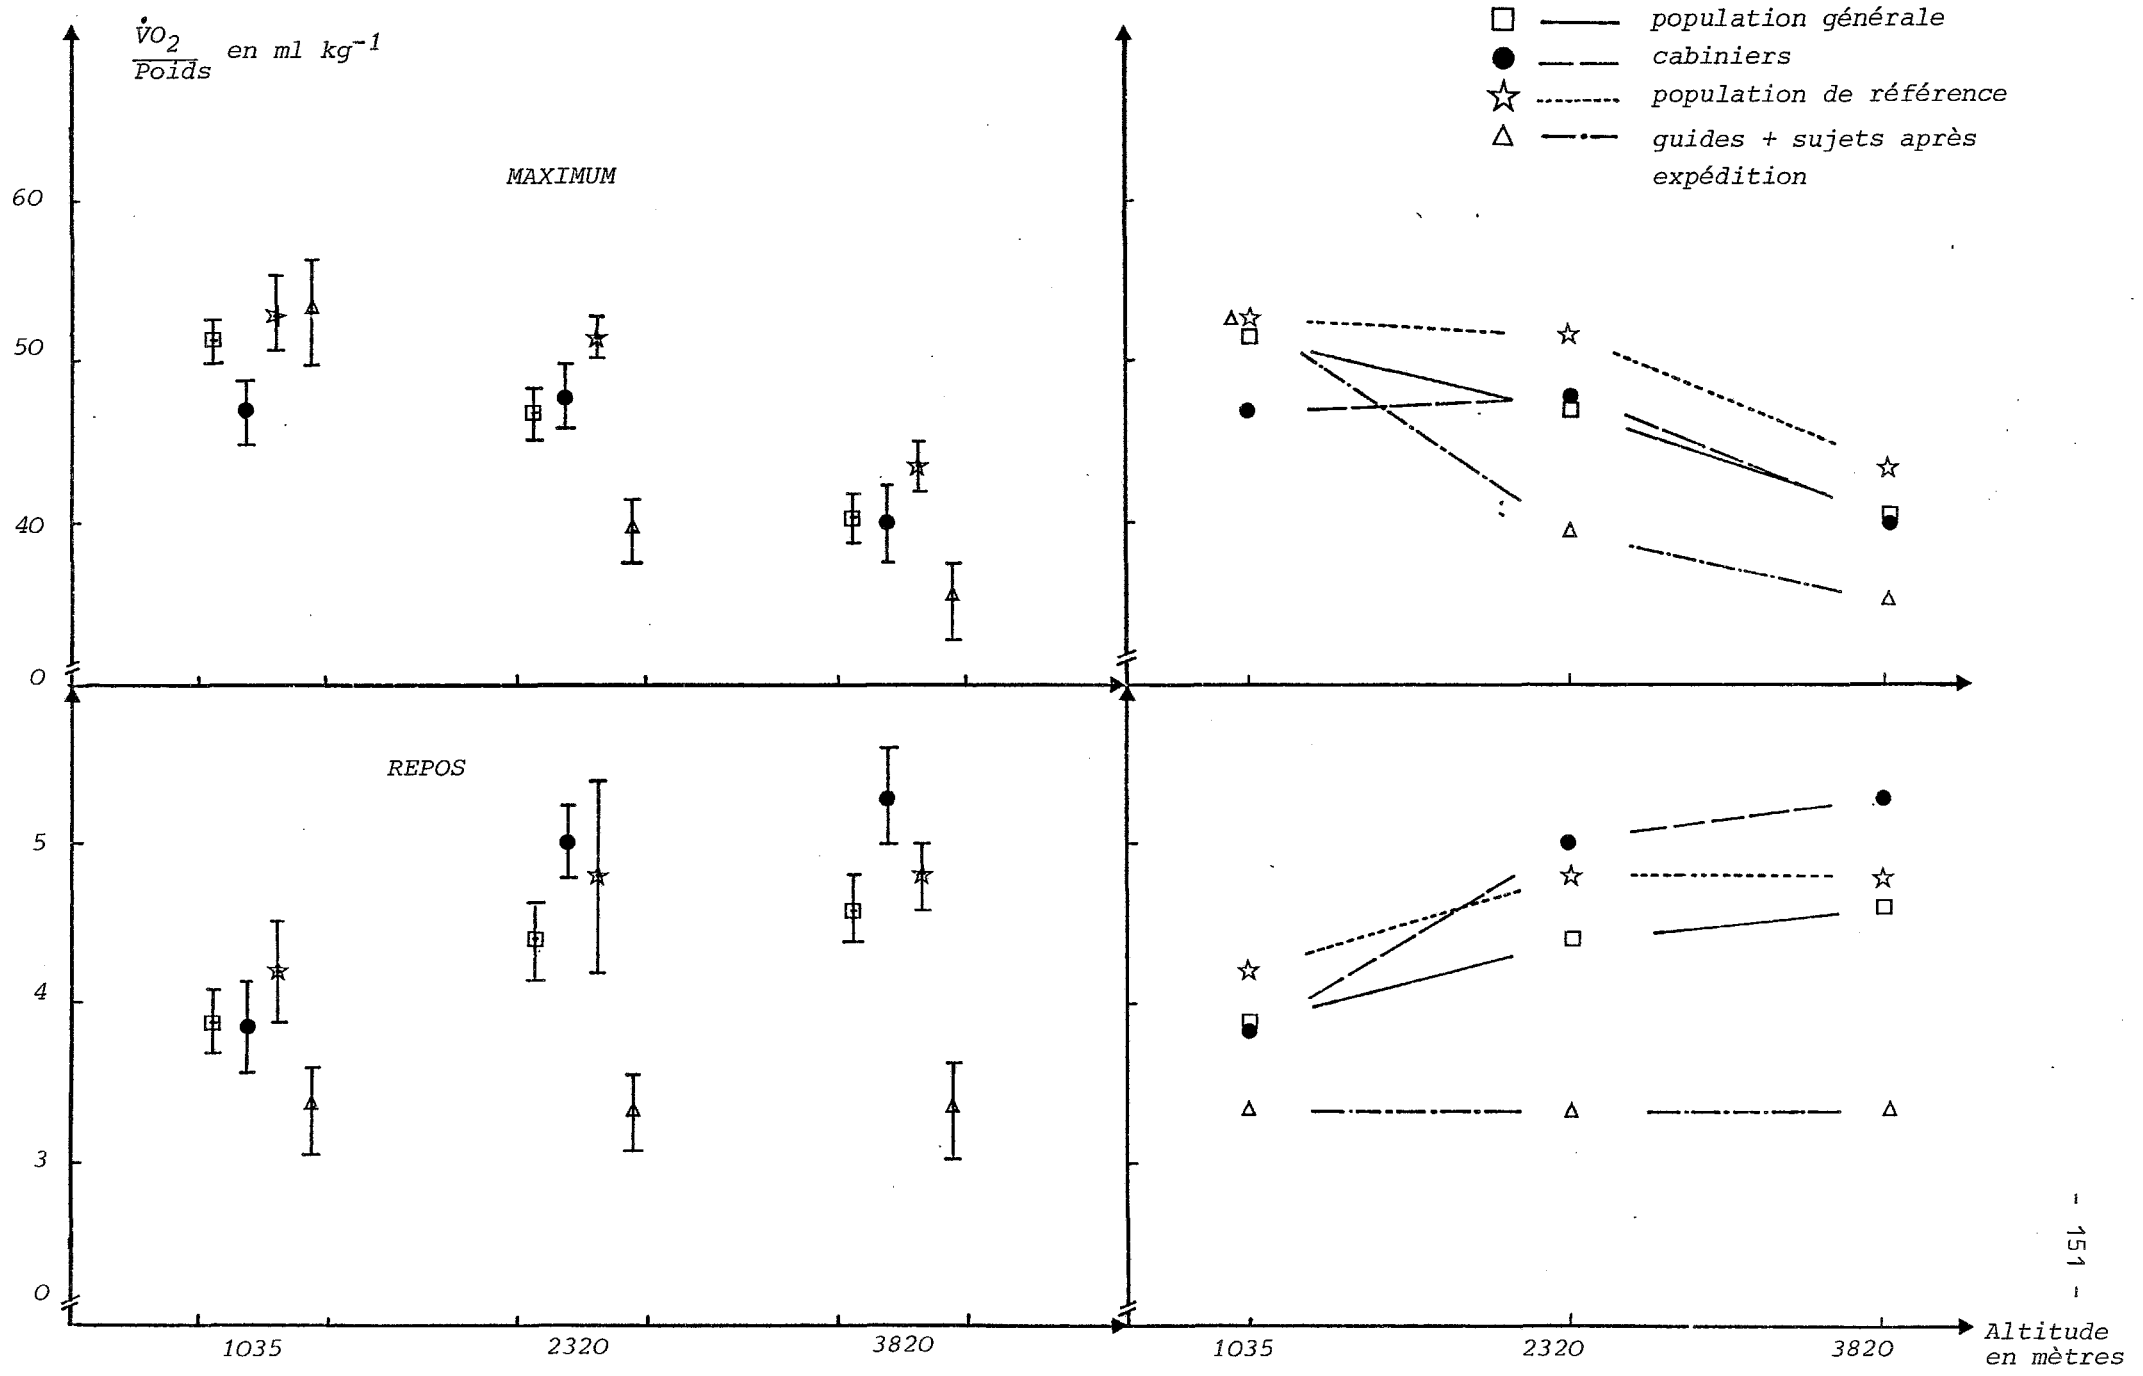 V̇O2
Poids
en ml kg-1
population générale
cabiniers
population de référence
guides + sujets après
expédition
MAXIMUM
60
50
40
0
REPOS
5
4
3
0
1035
2320
3820
1035
2320
3820
Altitude
en mètres
- 151 -